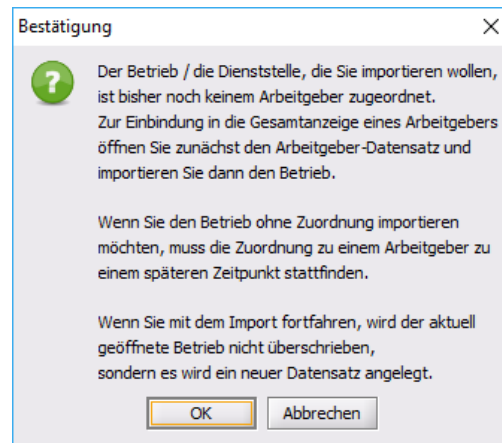 Bestätigung
Der Betrieb / die Dienststelle, die Sie importieren wollen,
ist bisher noch keinem Arbeitgeber zugeordnet.
Zur Einbindung in die Gesamtanzeige eines Arbeitgebers
öffnen Sie zunächst den Arbeitgeber-Datensatz und
importieren Sie dann den Betrieb.
Wenn Sie den Betrieb ohne Zuordnung importieren
möchten, muss die Zuordnung zu einem Arbeitgeber zu
einem späteren Zeitpunkt stattfinden.
Wenn Sie mit dem Import fortfahren, wird der aktuell
geöffnete Betrieb nicht überschrieben,
sondern es wird ein neuer Datensatz angelegt.
OK Abbrechen